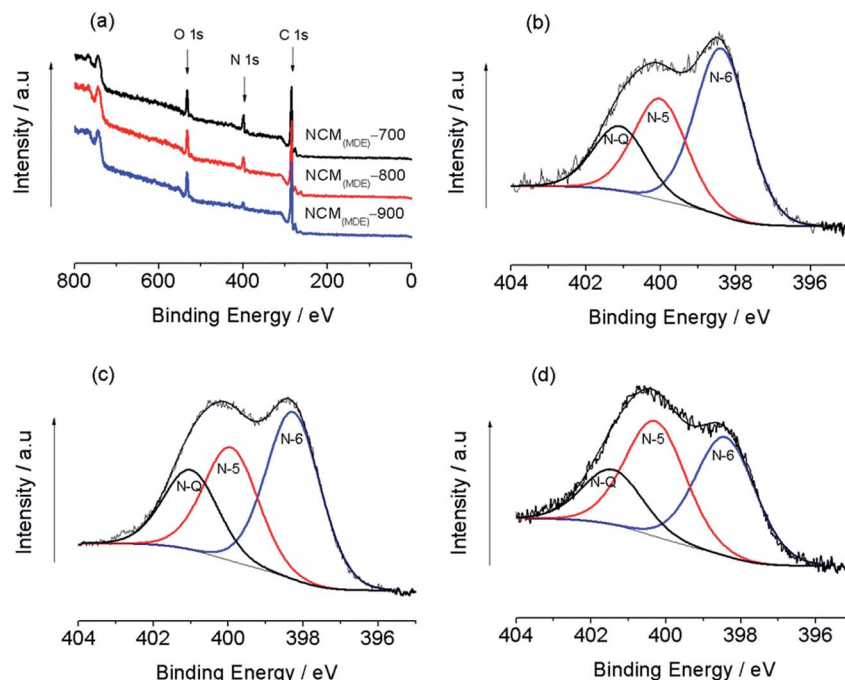 (a)
O 1s
N 1s
C 1s
NCM(MDE)−700
NCM(MDE)−800
NCM(MDE)−900
Intensity / a.u
800 600 400 200 0
Binding Energy / eV
(b)
N-Q
N-5
N-6
Intensity / a.u
404 402 400 398 396
Binding Energy / eV
(c)
N-Q
N-5
N-6
Intensity / a.u
404 402 400 398 396
Binding Energy / eV
(d)
N-Q
N-5
N-6
Intensity / a.u
404 402 400 398 396
Binding Energy / eV